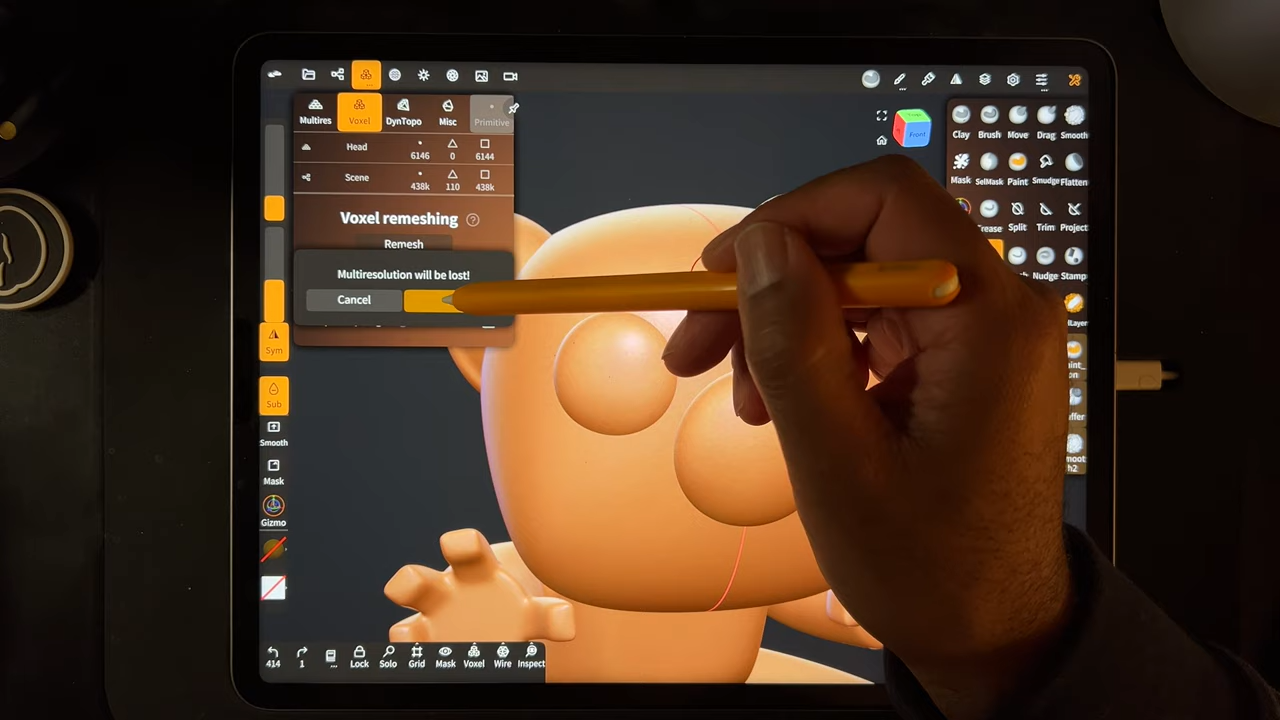 Multires Voxel DynTopo Misc Primitive
Head 6146 0 6144
Scene 438k 110 438k
Voxel remeshing ?
Remesh
Multiresolution will be lost!
Cancel
Sym
Sub
Smooth
Mask
Gizmo
414 1 ... Lock Solo Grid Mask Voxel Wire Inspect
Front
Clay Brush Move Drag Smooth
Mask SelMask Paint Smudge Flatten
Crease Split Trim Project
Nudge Stamp